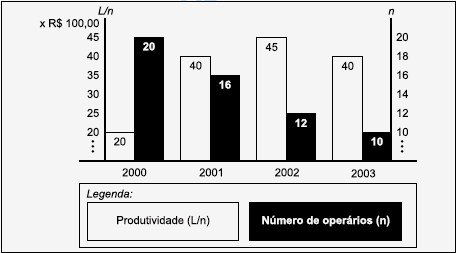 L/n
n
x R$ 100,00
45
40
35
30
25
20
20
18
16
14
12
10
20
20
40
16
45
12
40
10
2000 2001 2002 2003
Legenda:
Produtividade (L/n)
Número de operários (n)